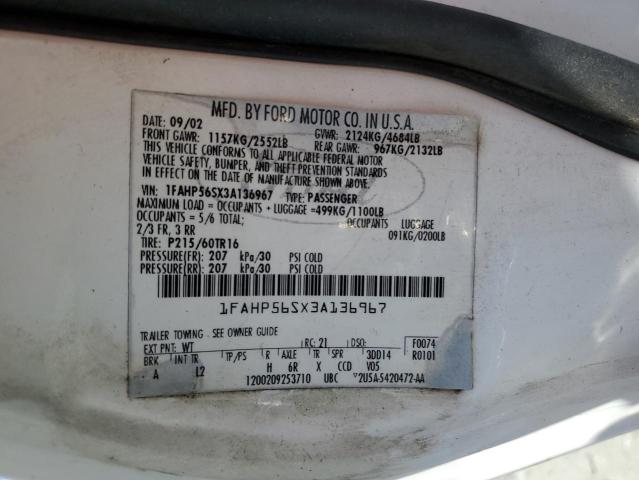 MFD. BY FORD MOTOR CO. IN U.S.A.
DATE: 09/02 GVWR: 2124KG/4684LB
FRONT GAWR: 1157KG/2552LB REAR GAWR: 967KG/2132LB
THIS VEHICLE CONFORMS TO ALL APPLICABLE FEDERAL MOTOR
VEHICLE SAFETY, BUMPER, AND THEFT PREVENTION STANDARDS
IN EFFECT ON THE DATE OF MANUFACTURE SHOWN ABOVE.
VIN: 1FAHP56SX3A136967 TYPE: PASSENGER
MAXIMUM LOAD = OCCUPANTS + LUGGAGE =499KG/1100LB
OCCUPANTS = 5/6 TOTAL; OCCUPANTS LUGGAGE
2/3 FR, 3 RR 091KG/0200LB
TIRE: P215/60TR16
PRESSURE(FR): 207 kPa/30 PSI COLD
PRESSURE(RR): 207 kPa/30 PSI COLD
1FAHP56SX3A136967
TRAILER TOWING - SEE OWNER GUIDE
EXT PNT: WT RC: 21 DSO: F0074
BRK INT TR TP/PS R AXLE TR SPR 3DD14 R0101
A L2 H 6R X CCD V05
1200209253710 UBC 2U5A-5420472-AA